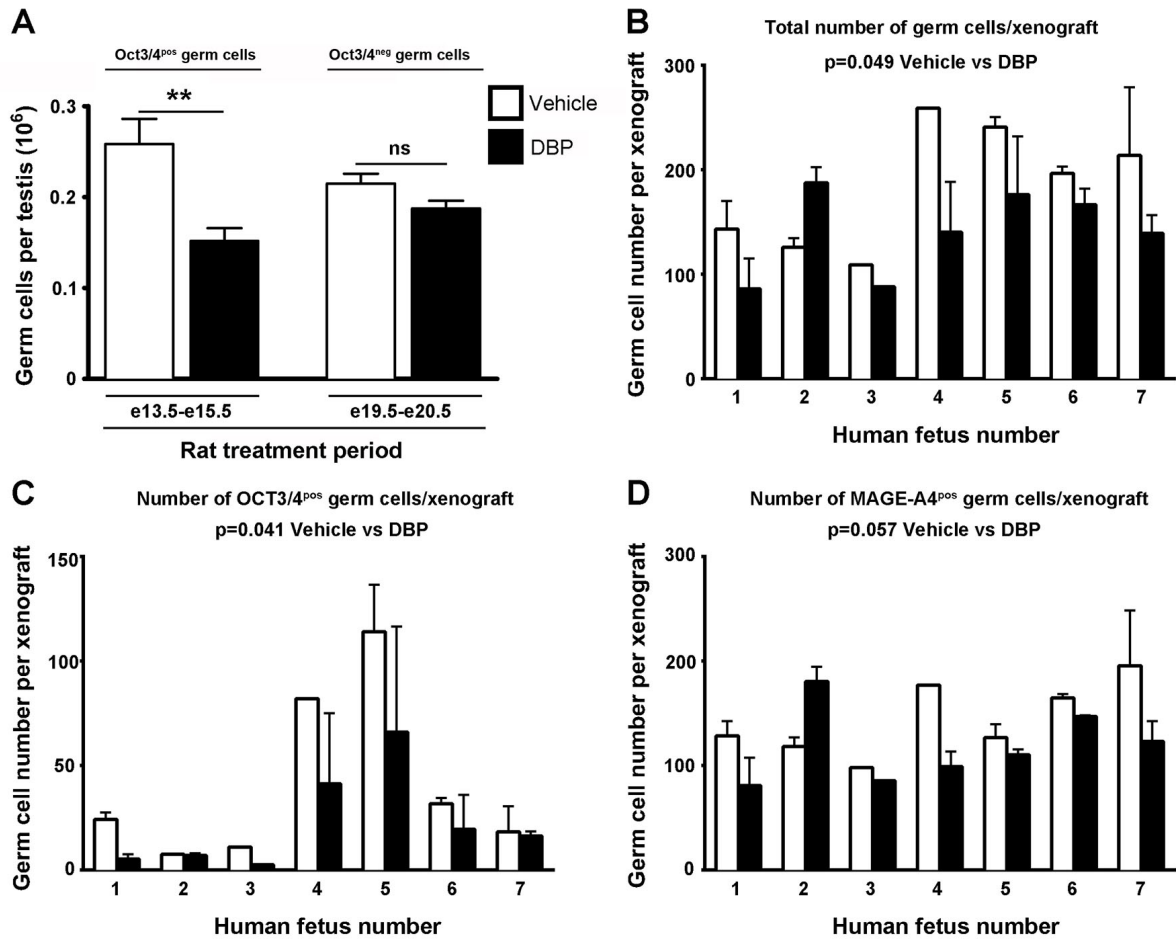 A
Oct3/4pos germ cells
Oct3/4neg germ cells
Vehicle
DBP
**
ns
Germ cells per testis (10⁶)
0.3
0.2
0.1
0
e13.5-e15.5
e19.5-e20.5
Rat treatment period
B
Total number of germ cells/xenograft
p=0.049 Vehicle vs DBP
Germ cell number per xenograft
300
200
100
0
1 2 3 4 5 6 7
Human fetus number
C
Number of OCT3/4pos germ cells/xenograft
p=0.041 Vehicle vs DBP
Germ cell number per xenograft
150
100
50
0
1 2 3 4 5 6 7
Human fetus number
D
Number of MAGE-A4pos germ cells/xenograft
p=0.057 Vehicle vs DBP
Germ cell number per xenograft
300
200
100
0
1 2 3 4 5 6 7
Human fetus number